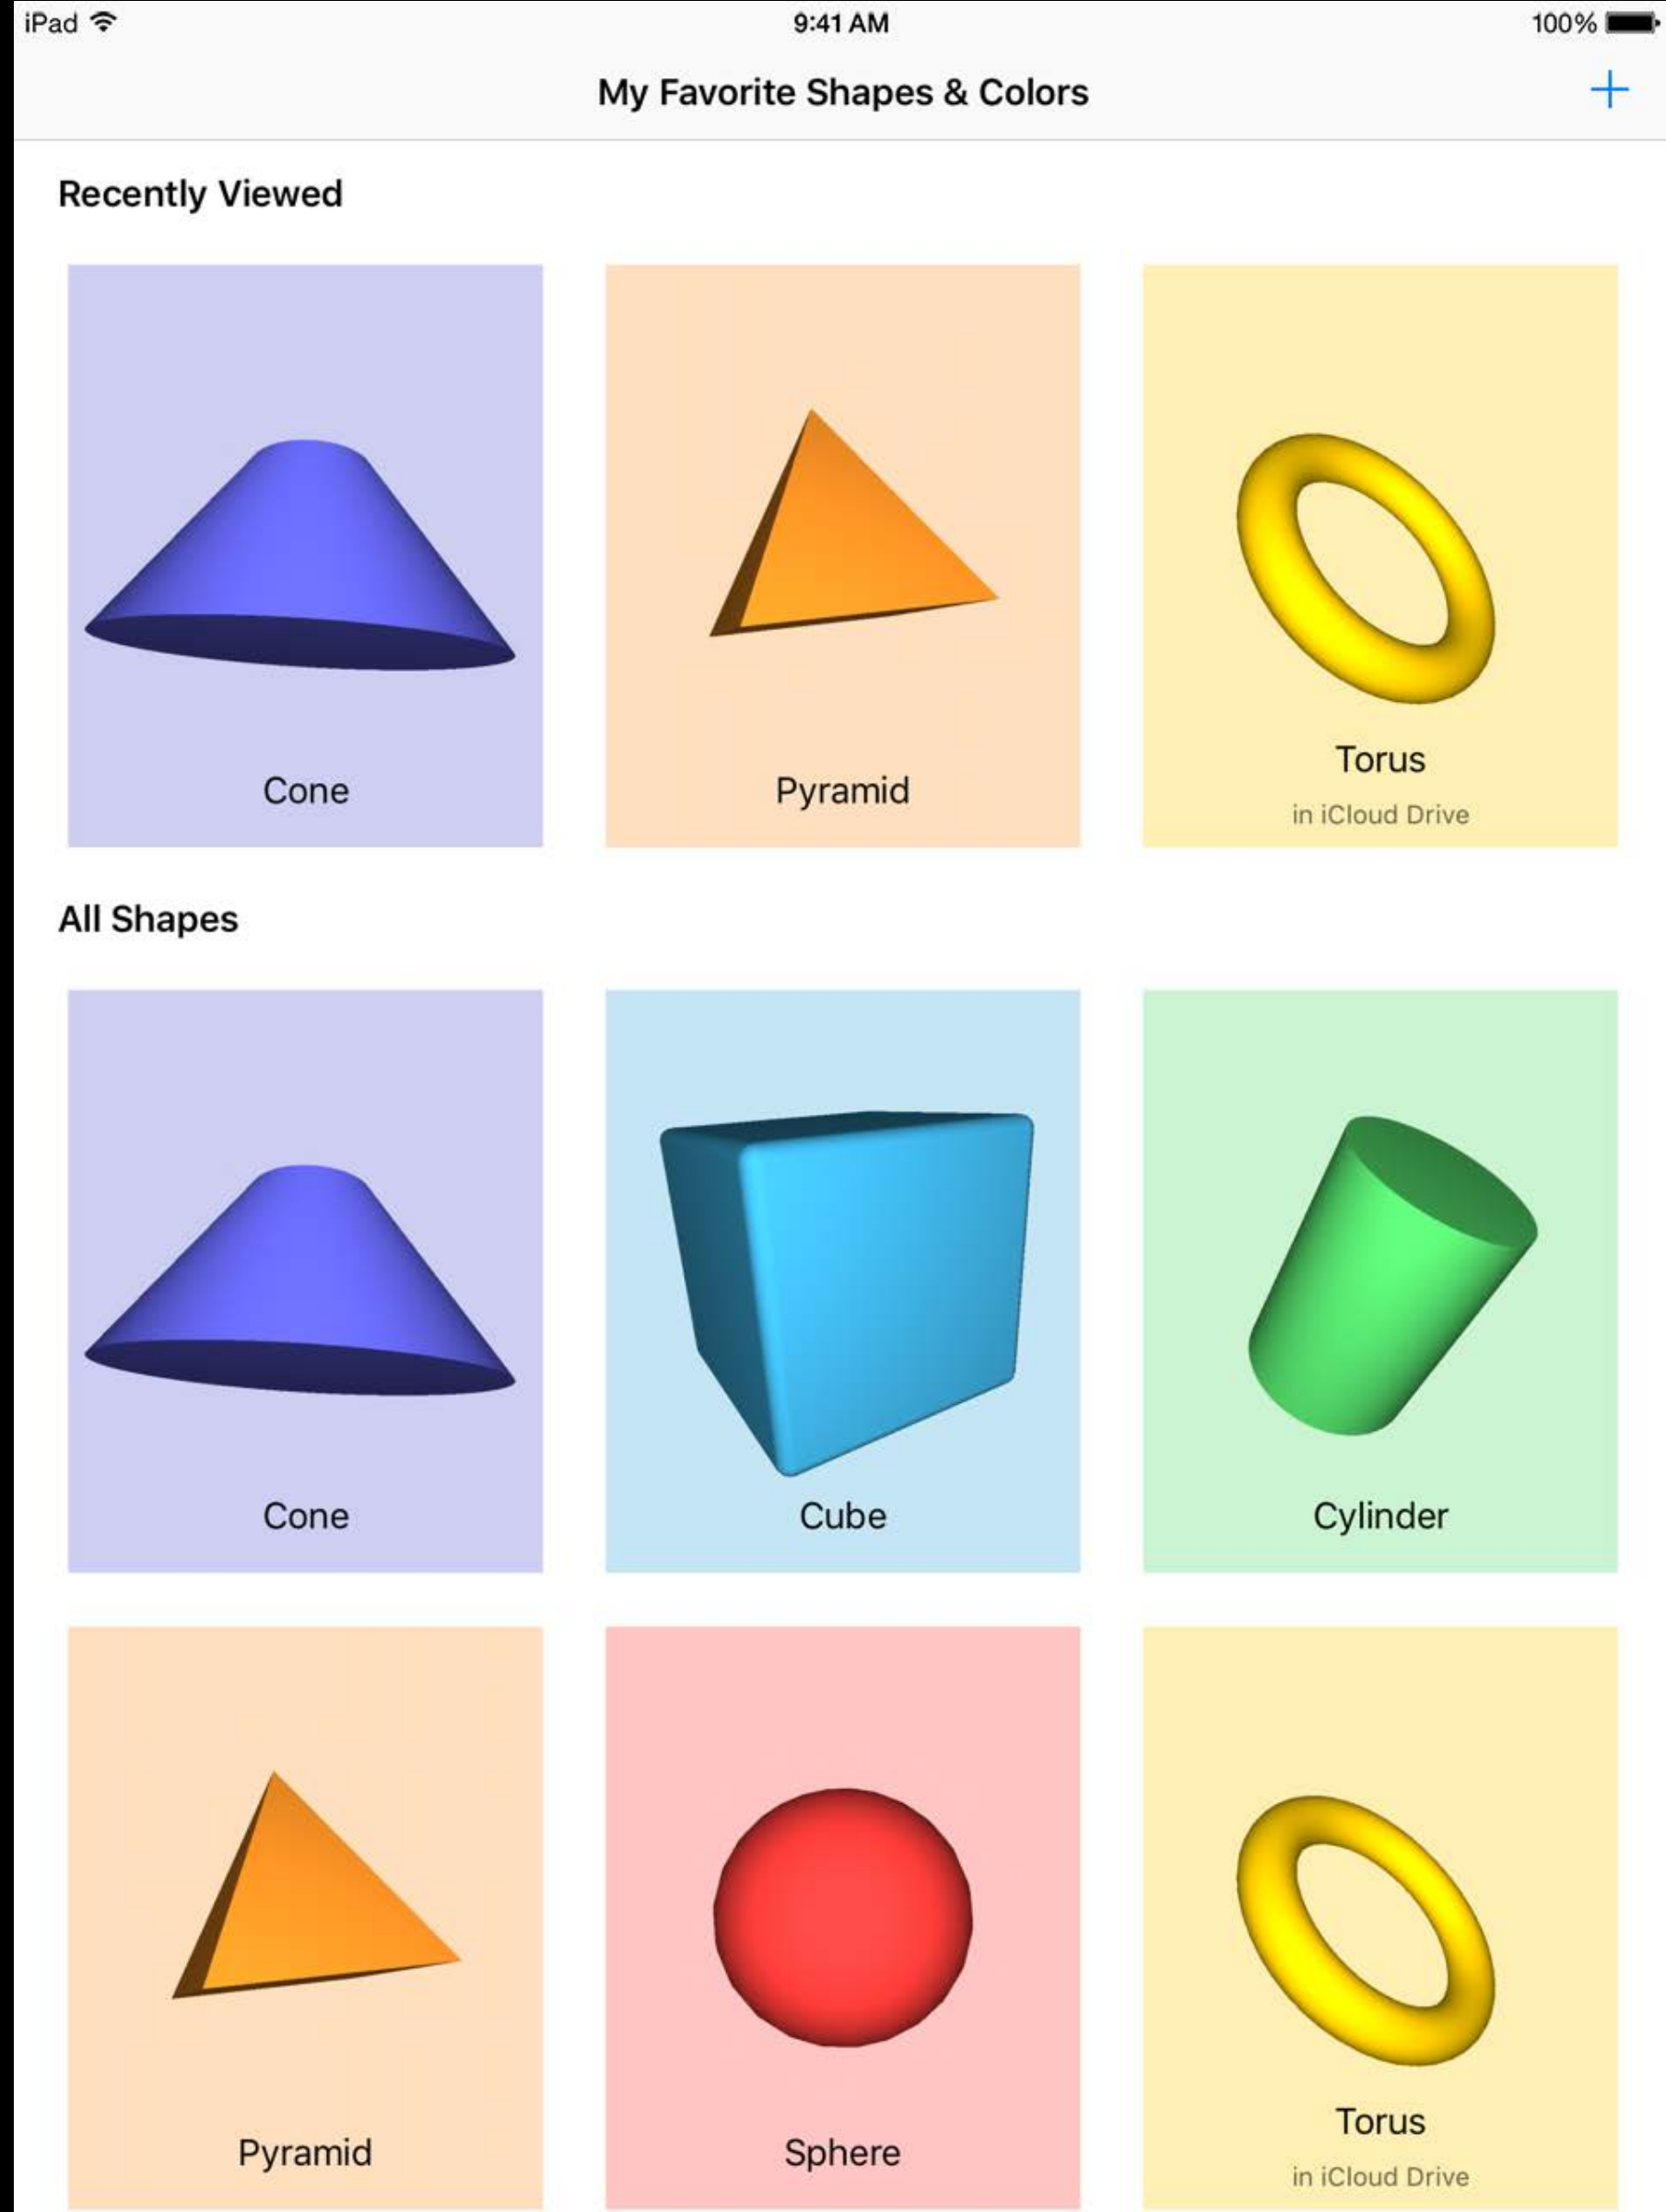 iPad 9:41 AM 100%
My Favorite Shapes & Colors
Recently Viewed
Cone Pyramid Torus
in iCloud Drive
All Shapes
Cone Cube Cylinder
Pyramid Sphere Torus
in iCloud Drive